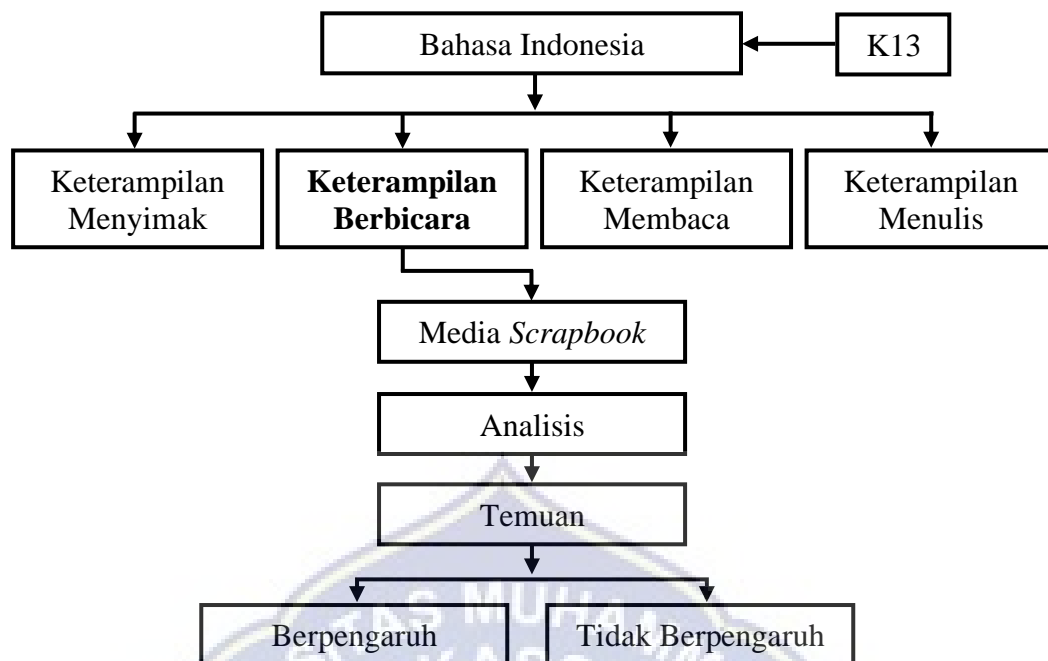 Bahasa Indonesia
K13
Keterampilan
Menyimak
Keterampilan
Berbicara
Keterampilan
Membaca
Keterampilan
Menulis
Media Scrapbook
Analisis
Temuan
Berpengaruh
Tidak Berpengaruh